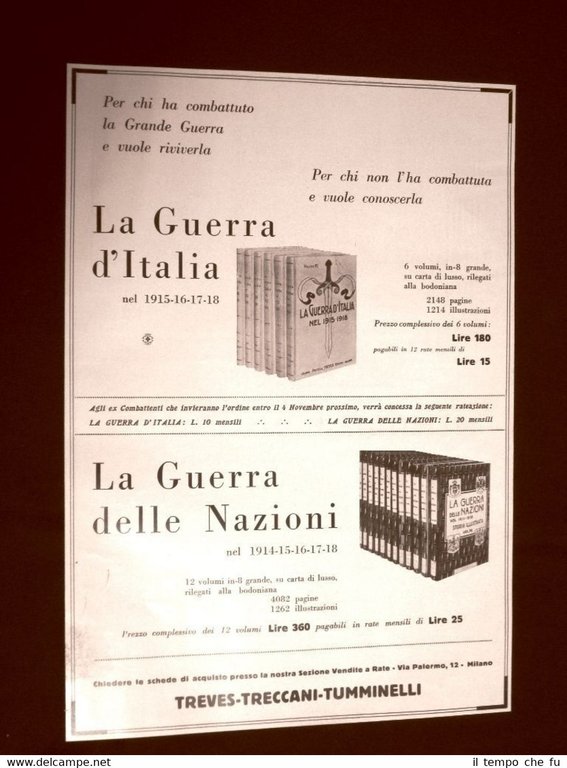 Per chi ha combattuto
la Grande Guerra
e vuole riviverla
Per chi non l'ha combattuta
e vuole conoscerla
La Guerra
d'Italia
nel 1915-16-17-18
LA GUERRA D'ITALIA
NEL 1915 1918
6 volumi, in-8 grande,
su carta di lusso, rilegati
alla bodoniana
2148 pagine
1214 illustrazioni
Prezzo complessivo dei 6 volumi:
Lire 180
pagabili in 12 rate mensili di
Lire 15
Agli ex Combattenti che invieranno l'ordine entro il 4 Novembre prossimo, verrà concessa la seguente rateazione:
LA GUERRA D'ITALIA: L. 10 mensili ∴ ∴ ∴ LA GUERRA DELLE NAZIONI: L. 20 mensili
La Guerra
delle Nazioni
nel 1914-15-16-17-18
LA GUERRA
DELLE
NAZIONI
STORIA ILLUSTRATA
12 volumi in-8 grande, su carta di lusso,
rilegati alla bodoniana
4082 pagine
1262 illustrazioni
Prezzo complessivo dei 12 volumi Lire 360 pagabili in rate mensili di Lire 25
Chiedere le schede di acquisto presso la nostra Sezione Vendite a Rate - Via Palermo, 12 - Milano
TREVES-TRECCANI-TUMMINELLI
www.maremagnum.com
il tempo che fu